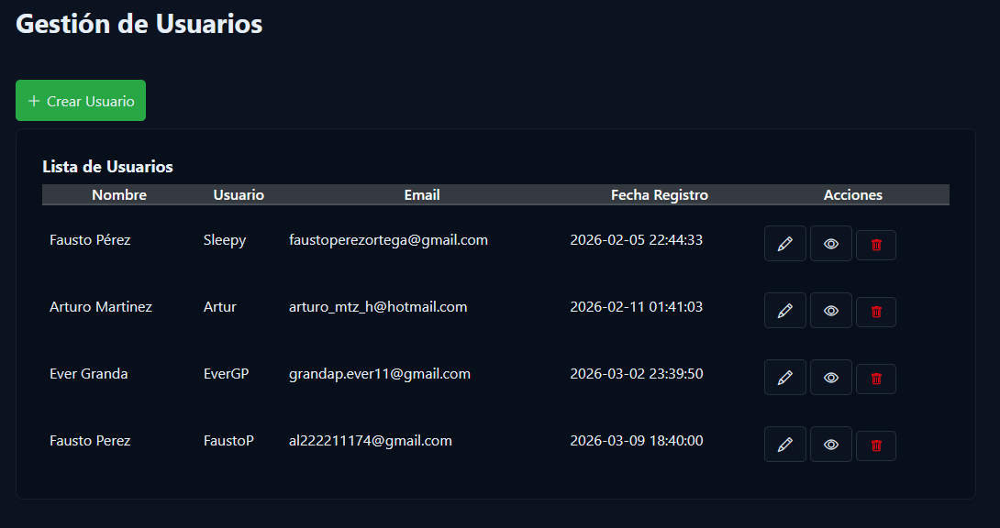 Gestión de Usuarios
+ Crear Usuario
Lista de Usuarios
Nombre Usuario Email Fecha Registro Acciones
Fausto Pérez Sleepy faustoperezortega@gmail.com 2026-02-05 22:44:33
Arturo Martinez Artur arturo_mtz_h@hotmail.com 2026-02-11 01:41:03
Ever Granda EverGP grandap.ever11@gmail.com 2026-03-02 23:39:50
Fausto Perez FaustoP al222211174@gmail.com 2026-03-09 18:40:00